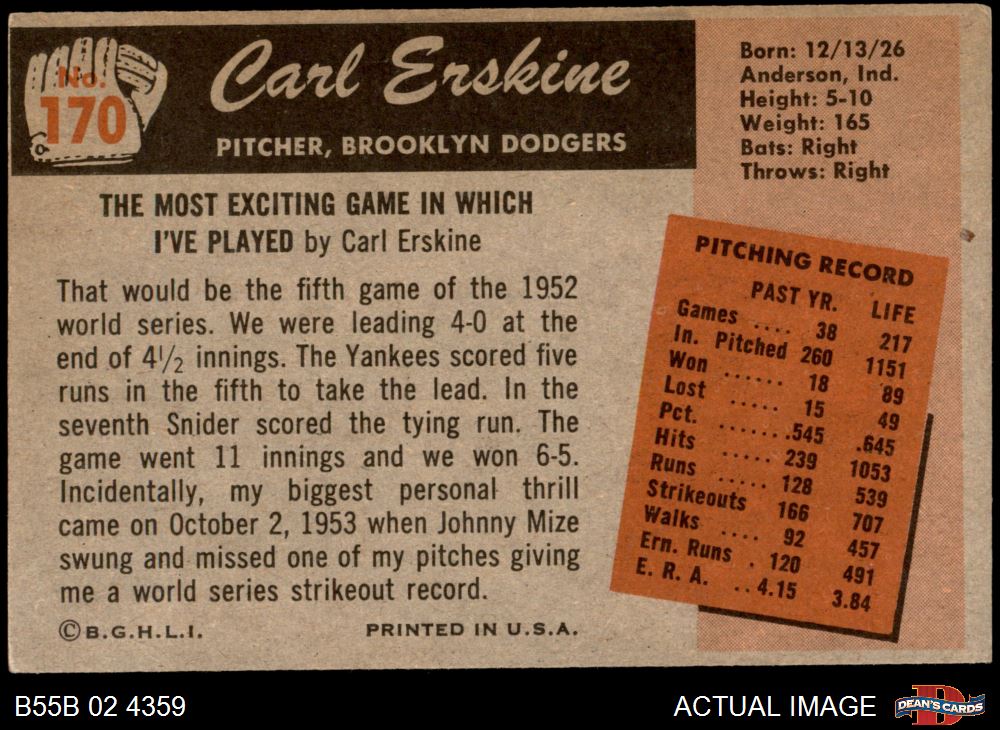 No.
170
Carl Erskine
PITCHER, BROOKLYN DODGERS
Born: 12/13/26
Anderson, Ind.
Height: 5-10
Weight: 165
Bats: Right
Throws: Right
THE MOST EXCITING GAME IN WHICH
I'VE PLAYED by Carl Erskine
That would be the fifth game of the 1952
world series. We were leading 4-0 at the
end of 4½ innings. The Yankees scored five
runs in the fifth to take the lead. In the
seventh Snider scored the tying run. The
game went 11 innings and we won 6-5.
Incidentally, my biggest personal thrill
came on October 2, 1953 when Johnny Mize
swung and missed one of my pitches giving
me a world series strikeout record.
©B.G.H.L.I. PRINTED IN U.S.A.
PITCHING RECORD
PAST YR. LIFE
Games .... 38 217
In. Pitched 260 1151
Won ...... 18 89
Lost ..... 15 49
Pct. .......545 .645
Hits ..... 239 1053
Runs ..... 128 539
Strikeouts 166 707
Walks .... 92 457
Ern. Runs . 120 491
E. R. A. ..4.15 3.84
B55B 02 4359
ACTUAL IMAGE
D
DEAN'S CARDS